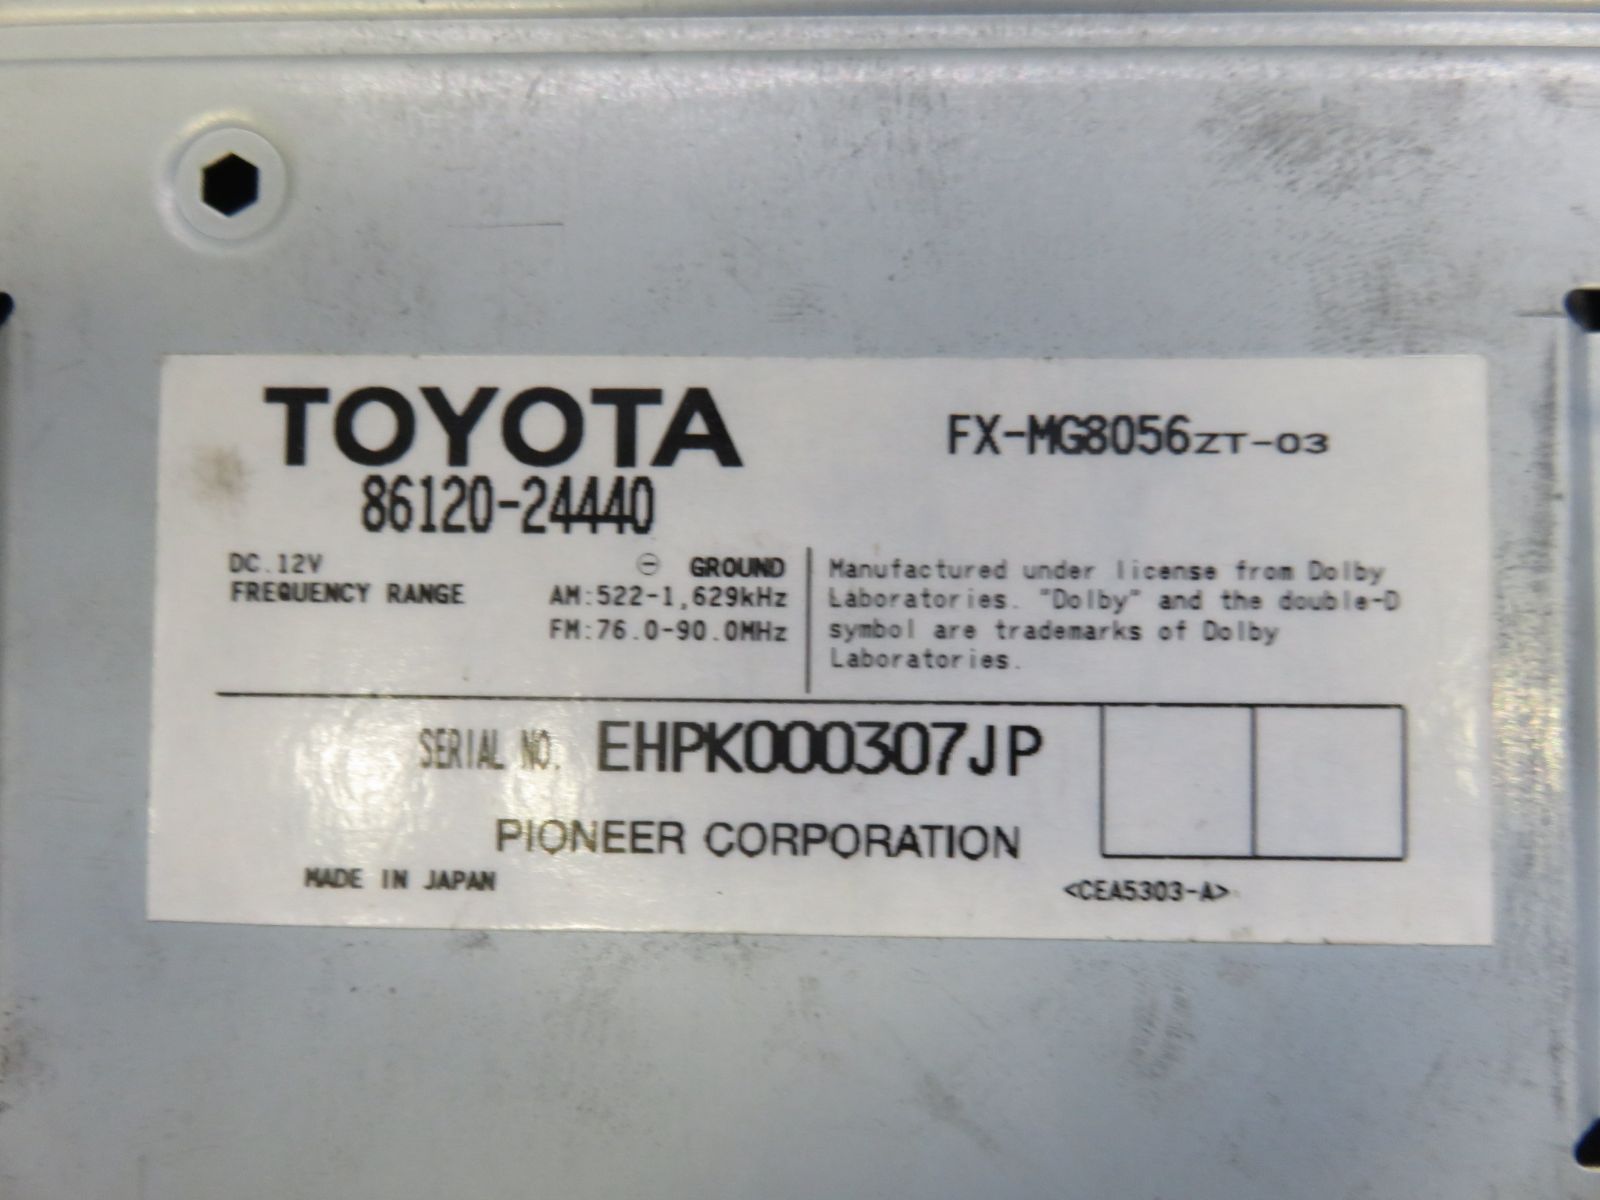 TOYOTA
FX-MG8056ZT-03
86120-24440
DC.12V ⊖ GROUND
FREQUENCY RANGE AM:522-1,629kHz
FM:76.0-90.0MHz
Manufactured under license from Dolby
Laboratories. "Dolby" and the double-D
symbol are trademarks of Dolby
Laboratories.
SERIAL NO. EHPK000307JP
PIONEER CORPORATION
MADE IN JAPAN
<CEA5303-A>